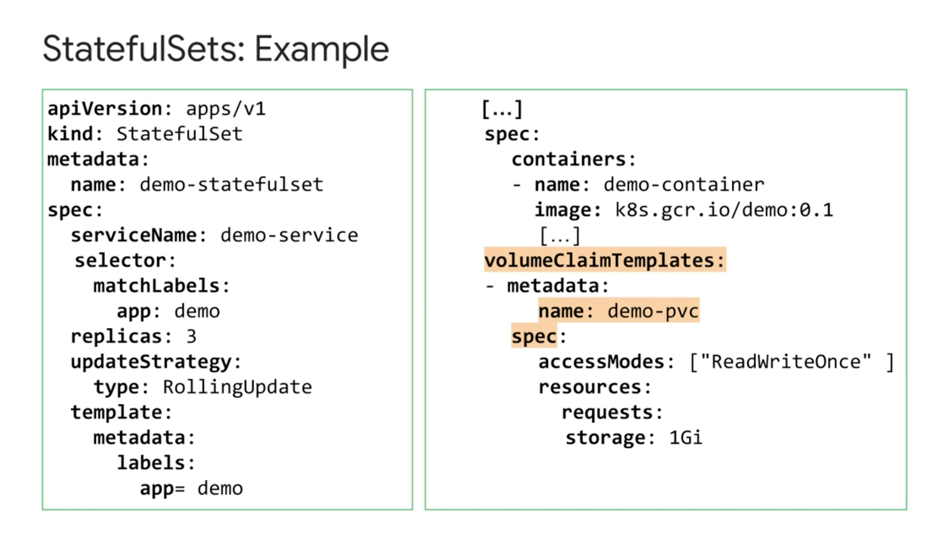 StatefulSets: Example
apiVersion: apps/v1
kind: StatefulSet
metadata:
name: demo-statefulset
spec:
serviceName: demo-service
selector:
matchLabels:
app: demo
replicas: 3
updateStrategy:
type: RollingUpdate
template:
metadata:
labels:
app= demo
[...]
spec:
containers:
- name: demo-container
image: k8s.gcr.io/demo:0.1
[...]
volumeClaimTemplates:
- metadata:
name: demo-pvc
spec:
accessModes: ["ReadWriteOnce" ]
resources:
requests:
storage: 1Gi